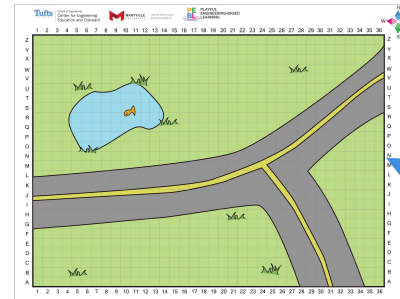 Tufts
School of Engineering
Center for Engineering
Education and Outreach
MARYVILLE
UNIVERSITY
PLAYFUL
ENGINEERING-BASED
LEARNING
N
W
S
1 2 3 4 5 6 7 8 9 10 11 12 13 14 15 16 17 18 19 20 21 22 23 24 25 26 27 28 29 30 31 32 33 34 35 36
Z Z
Y Y
X X
W W
V V
U U
T T
S S
R R
Q Q
P P
O O
N N
M M
L L
K K
J J
I I
H H
G G
F F
E E
D D
C C
B B
A A
1 2 3 4 5 6 7 8 9 10 11 12 13 14 15 16 17 18 19 20 21 22 23 24 25 26 27 28 29 30 31 32 33 34 35 36